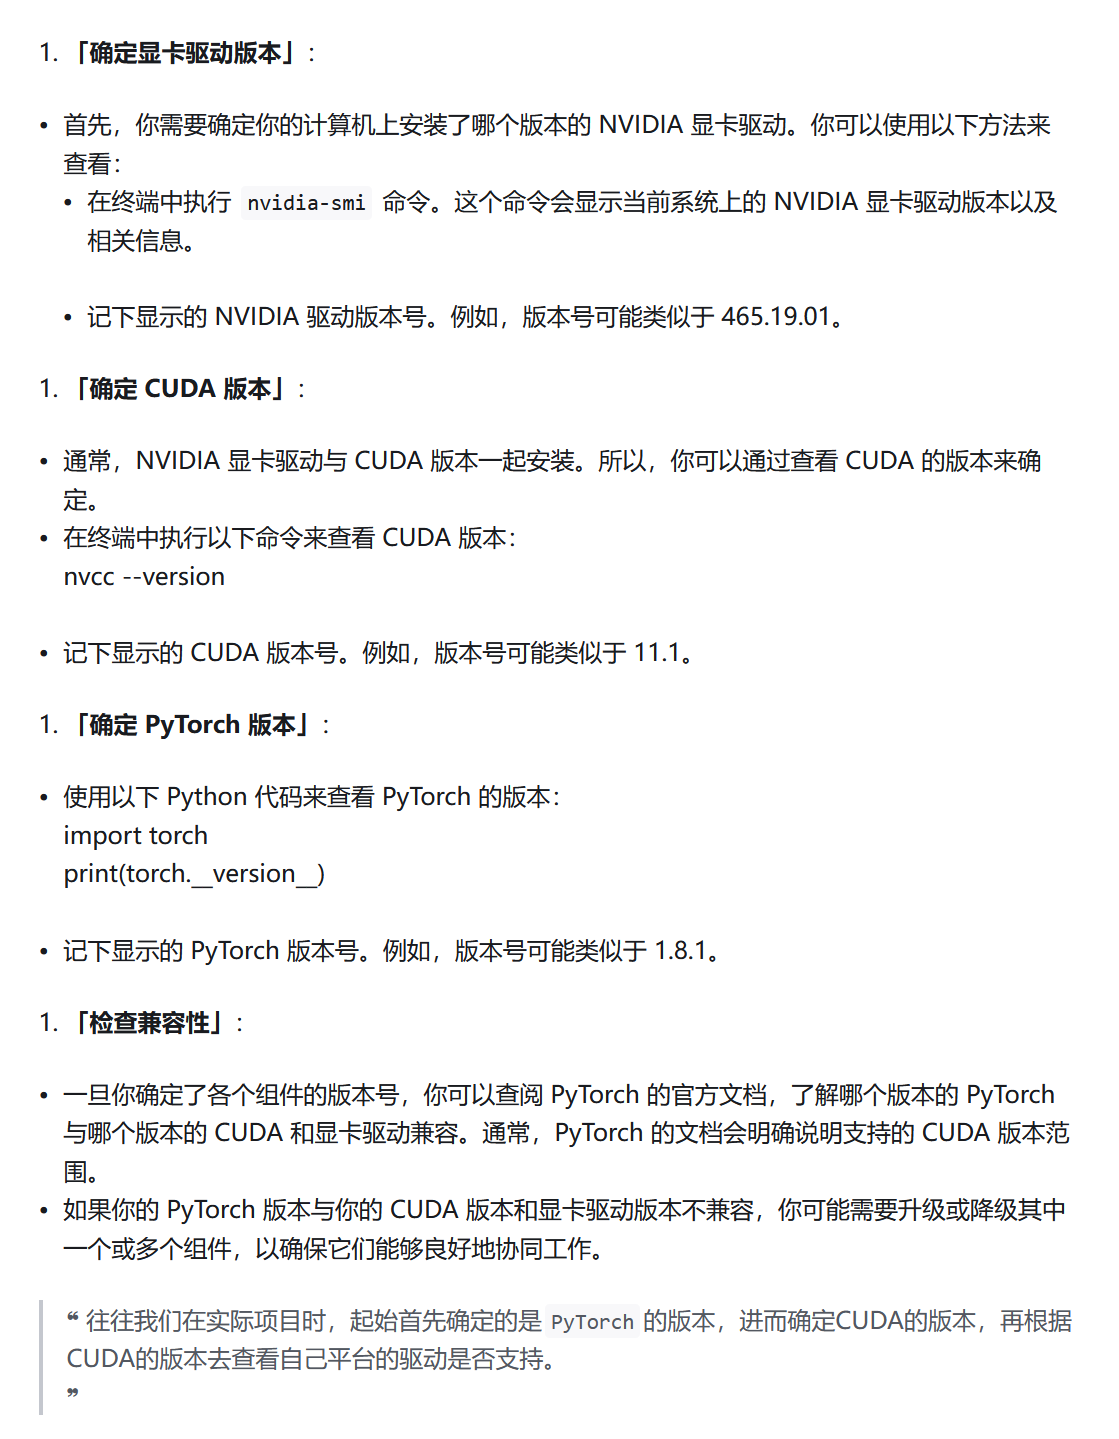 1. 「确定显卡驱动版本」：
• 首先，你需要确定你的计算机上安装了哪个版本的 NVIDIA 显卡驱动。你可以使用以下方法来
查看：
• 在终端中执行 nvidia-smi 命令。这个命令会显示当前系统上的 NVIDIA 显卡驱动版本以及
相关信息。
• 记下显示的 NVIDIA 驱动版本号。例如，版本号可能类似于 465.19.01。
1. 「确定 CUDA 版本」：
• 通常，NVIDIA 显卡驱动与 CUDA 版本一起安装。所以，你可以通过查看 CUDA 的版本来确
定。
• 在终端中执行以下命令来查看 CUDA 版本：
nvcc --version
• 记下显示的 CUDA 版本号。例如，版本号可能类似于 11.1。
1. 「确定 PyTorch 版本」：
• 使用以下 Python 代码来查看 PyTorch 的版本：
import torch
print(torch.__version__)
• 记下显示的 PyTorch 版本号。例如，版本号可能类似于 1.8.1。
1. 「检查兼容性」：
• 一旦你确定了各个组件的版本号，你可以查阅 PyTorch 的官方文档，了解哪个版本的 PyTorch
与哪个版本的 CUDA 和显卡驱动兼容。通常，PyTorch 的文档会明确说明支持的 CUDA 版本范
围。
• 如果你的 PyTorch 版本与你的 CUDA 版本和显卡驱动版本不兼容，你可能需要升级或降级其中
一个或多个组件，以确保它们能够良好地协同工作。
❝ 往往我们在实际项目时，起始首先确定的是 PyTorch 的版本，进而确定CUDA的版本，再根据
CUDA的版本去查看自己平台的驱动是否支持。
❞